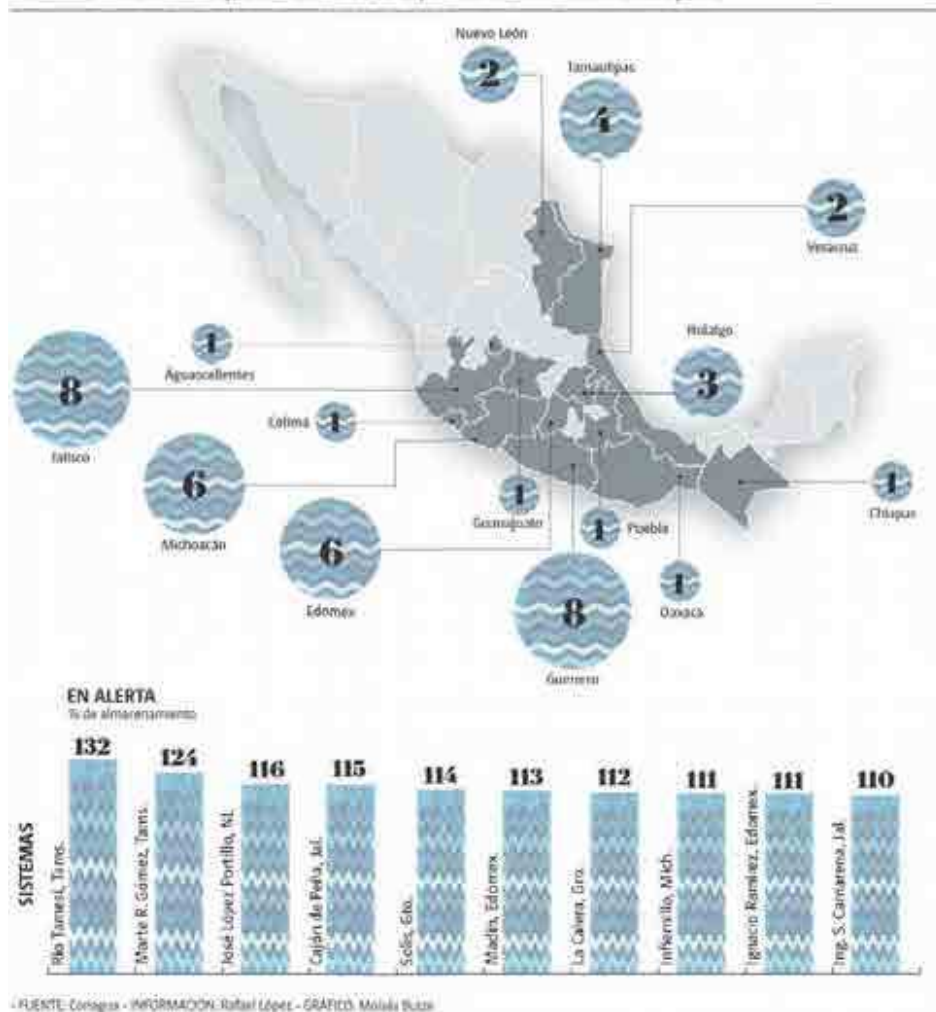 Nuevo León
2
Tamaulipas
4
2
Veracruz
Hidalgo
3
1
Aguascalientes
8
Jalisco
Colima
1
6
Michoacán
6
Edomex
1
Guanajuato
1
Puebla
8
Guerrero
1
Oaxaca
1
Chiapas
EN ALERTA
% de almacenamiento
SISTEMAS
132
Río Tamesí, Tams.
124
Marte R. Gómez, Tams.
116
José López Portillo, NL
115
Cajón de Peña, Jal.
114
Solís, Gto.
113
Madín, Edomex.
112
La Calera, Gro.
111
Infiernillo, Mich
111
Ignacio Ramírez, Edomex.
110
Ing. S. Camarena, Jal.
- FUENTE: Conagua - INFORMACIÓN: Rafael López - GRÁFICO: Moisés